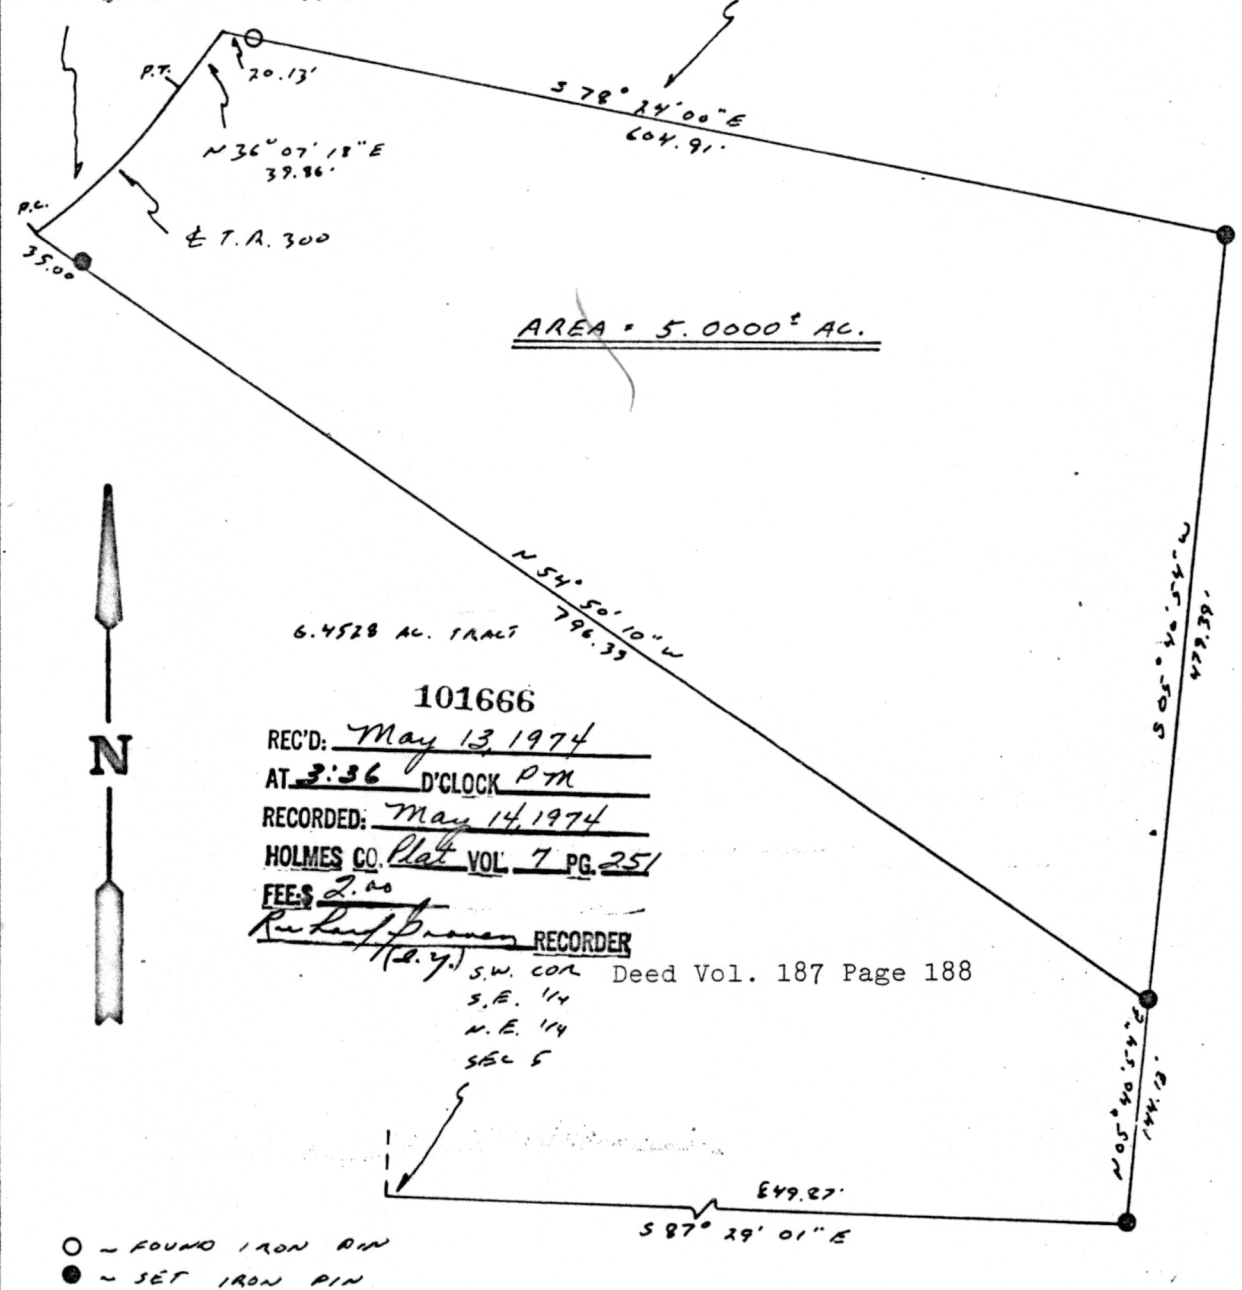 20.13'
P.T.
S 78° 24' 00" E
604.91'
N 36° 07' 18" E
39.86'
P.C.
℄ T.R. 300
35.00
AREA = 5.0000± AC.
N 54° 50' 10" W
796.39
S 05° 40' 54" W
479.39'
6.4528 AC. TRACT
101666
REC'D: May 13, 1974
AT 3:36 O'CLOCK PM
RECORDED: May 14, 1974
N
HOLMES CO. Plat VOL. 7 PG. 251
FEE $ 2.00
Richard RECORDER
S.W. COR
Deed Vol. 187 Page 188
S.E. 1/4
N.E. 1/4
SEC 5
N 05° 40' 54" E
144.13'
849.87'
S 87° 29' 01" E
○ ~ FOUND IRON PIN
● ~ SET IRON PIN